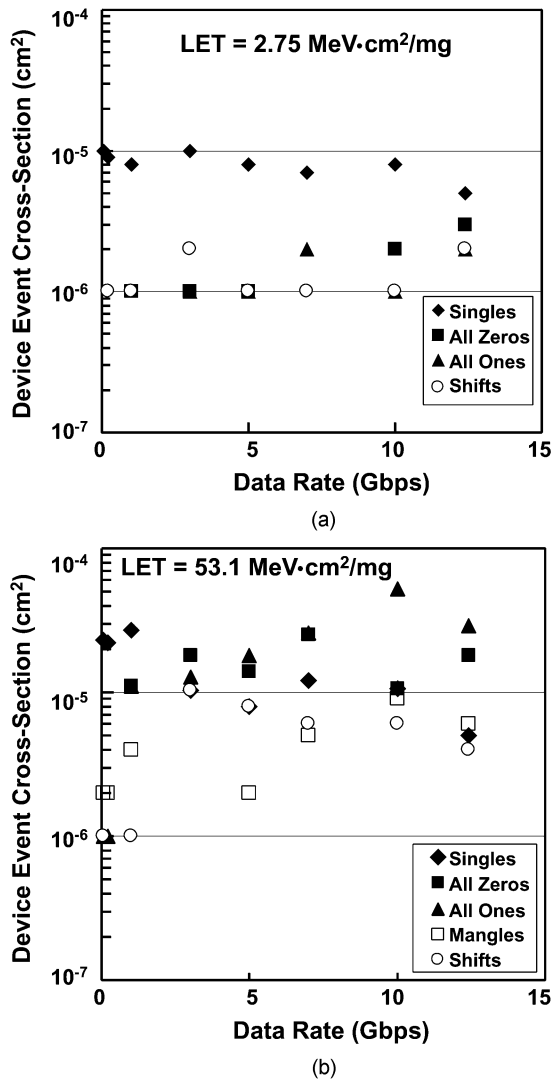 10-4
LET = 2.75 MeV•cm2/mg
Device Event Cross-Section (cm2)
10-5
10-6
Singles
All Zeros
All Ones
Shifts
10-7
0 5 10 15
Data Rate (Gbps)
(a)
10-4
LET = 53.1 MeV•cm2/mg
Device Event Cross-Section (cm2)
10-5
10-6
Singles
All Zeros
All Ones
Mangles
Shifts
10-7
0 5 10 15
Data Rate (Gbps)
(b)